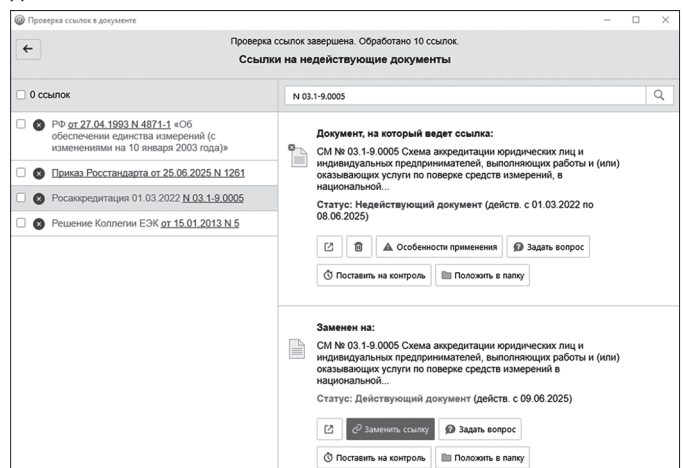 Проверка ссылок в документе
Проверка ссылок завершена. Обработано 10 ссылок.
Ссылки на недействующие документы
0 ссылок
N 03.1-9.0005
РФ от 27.04.1993 N 4871-1 «Об
обеспечении единства измерений (с
изменениями на 10 января 2003 года)»
Приказ Росстандарта от 25.06.2025 N 1261
Росаккредитация 01.03.2022 N 03.1-9.0005
Решение Коллегии ЕЭК от 15.01.2013 N 5
Документ, на который ведет ссылка:
СМ № 03.1-9.0005 Схема аккредитации юридических лиц и
индивидуальных предпринимателей, выполняющих работы и (или)
оказывающих услуги по поверке средств измерений, в
национальной...
Статус: Недействующий документ (действ. с 01.03.2022 по
08.06.2025)
Особенности применения
Задать вопрос
Поставить на контроль
Положить в папку
Заменен на:
СМ № 03.1-9.0005 Схема аккредитации юридических лиц и
индивидуальных предпринимателей, выполняющих работы и (или)
оказывающих услуги по поверке средств измерений в
национальной...
Статус: Действующий документ (действ. с 09.06.2025)
Заменить ссылку
Задать вопрос
Поставить на контроль
Положить в папку